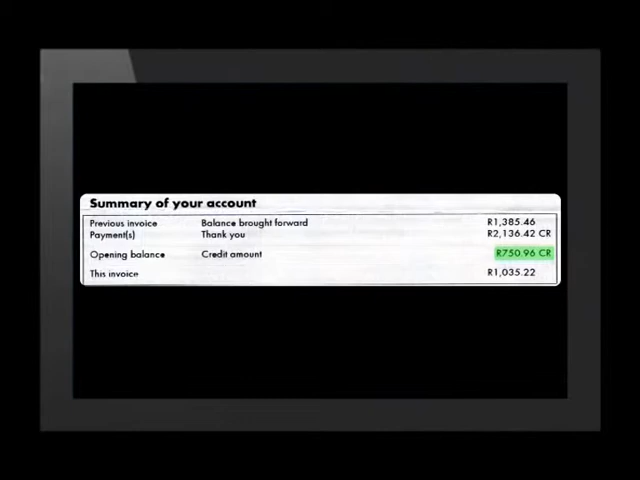 Summary of your account
Previous invoice Balance brought forward R1,385.46
Payment(s) Thank you R2,136.42 CR
Opening balance Credit amount R750.96 CR
This invoice R1,035.22